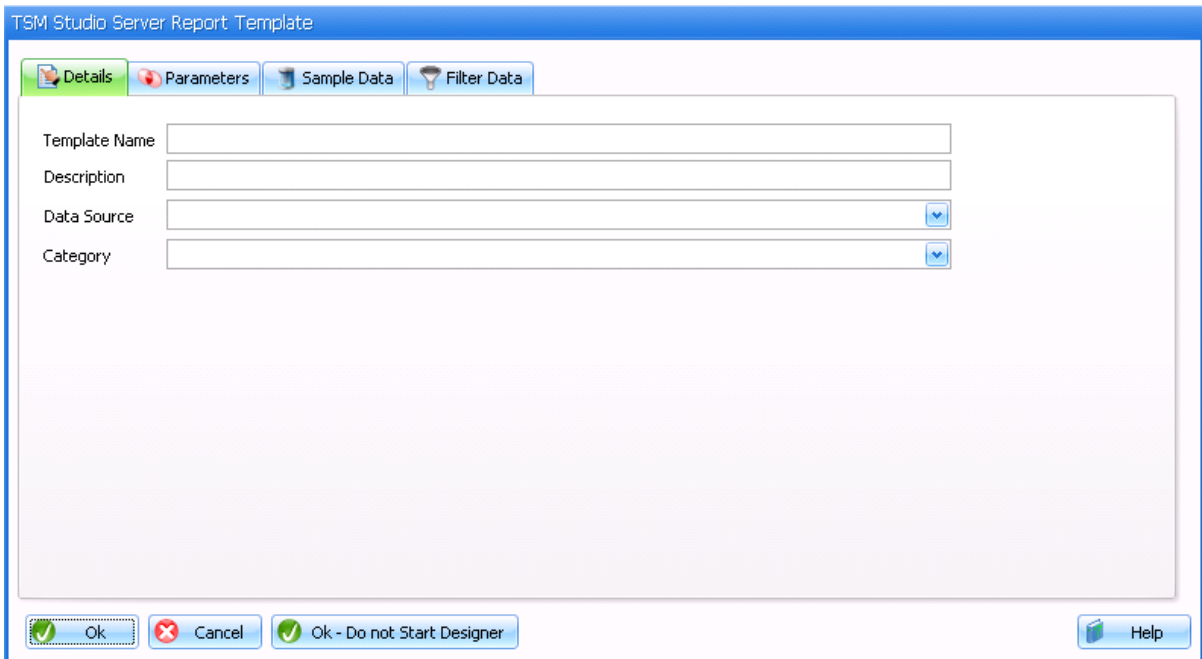 TSM Studio Server Report Template
Details Parameters Sample Data Filter Data
Template Name
Description
Data Source
Category
Ok Cancel Ok - Do not Start Designer Help